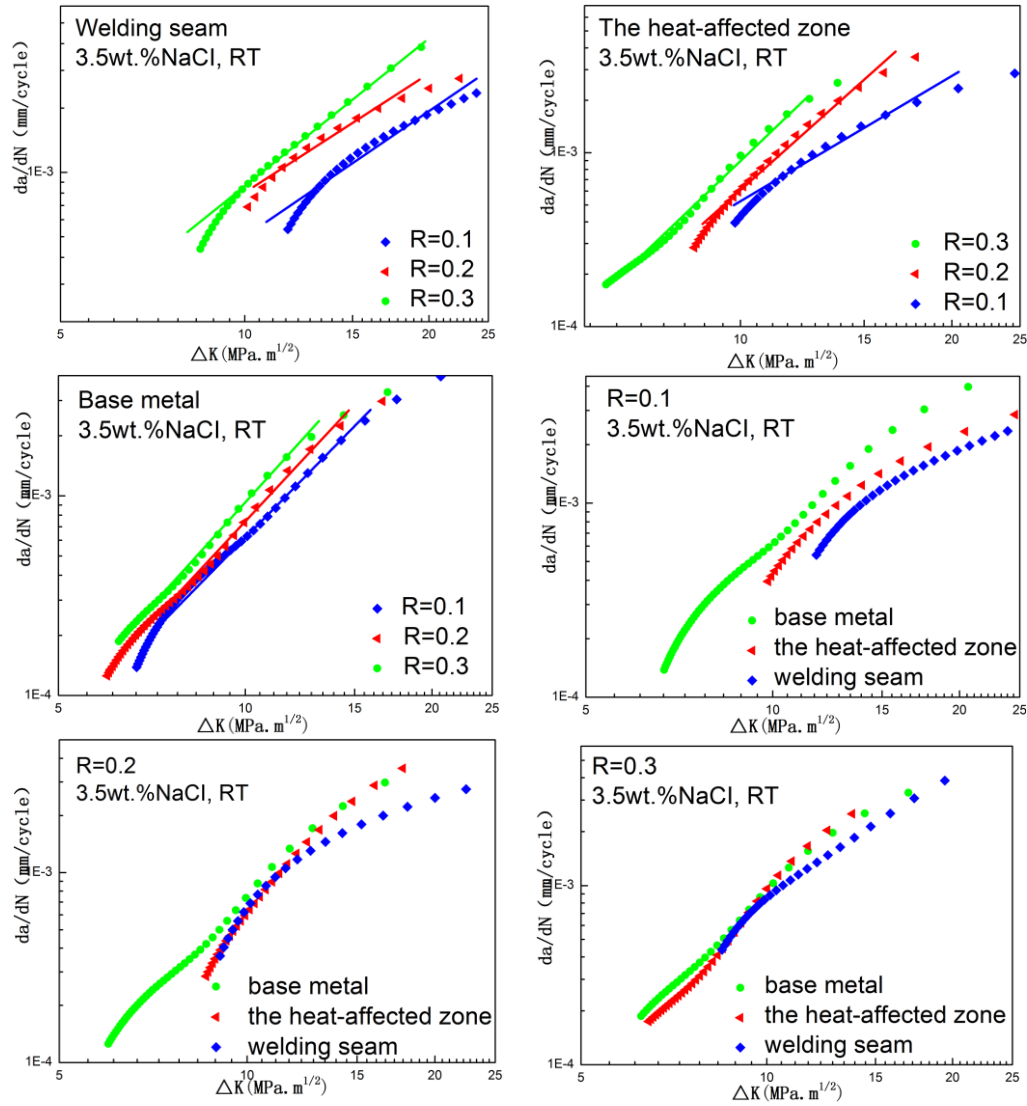 Welding seam
3.5wt.%NaCl, RT
da/dN (mm/cycle)
1E-3
R=0.1
R=0.2
R=0.3
5 10 15 20 25
△K(MPa.m1/2)
The heat-affected zone
3.5wt.%NaCl, RT
da/dN (mm/cycle)
1E-3
R=0.3
R=0.2
R=0.1
1E-4
5 10 15 20 25
△K(MPa.m1/2)
Base metal
3.5wt.%NaCl, RT
da/dN (mm/cycle)
1E-3
R=0.1
R=0.2
R=0.3
1E-4
5 10 15 20 25
△K(MPa.m1/2)
R=0.1
3.5wt.%NaCl, RT
da/dN (mm/cycle)
1E-3
base metal
the heat-affected zone
welding seam
1E-4
5 10 15 20 25
△K(MPa.m1/2)
R=0.2
3.5wt.%NaCl, RT
da/dN (mm/cycle)
1E-3
base metal
the heat-affected zone
welding seam
1E-4
5 10 15 20 25
△K(MPa.m1/2)
R=0.3
3.5wt.%NaCl, RT
da/dN (mm/cycle)
1E-3
base metal
the heat-affected zone
welding seam
1E-4
5 10 15 20 25
△K(MPa.m1/2)